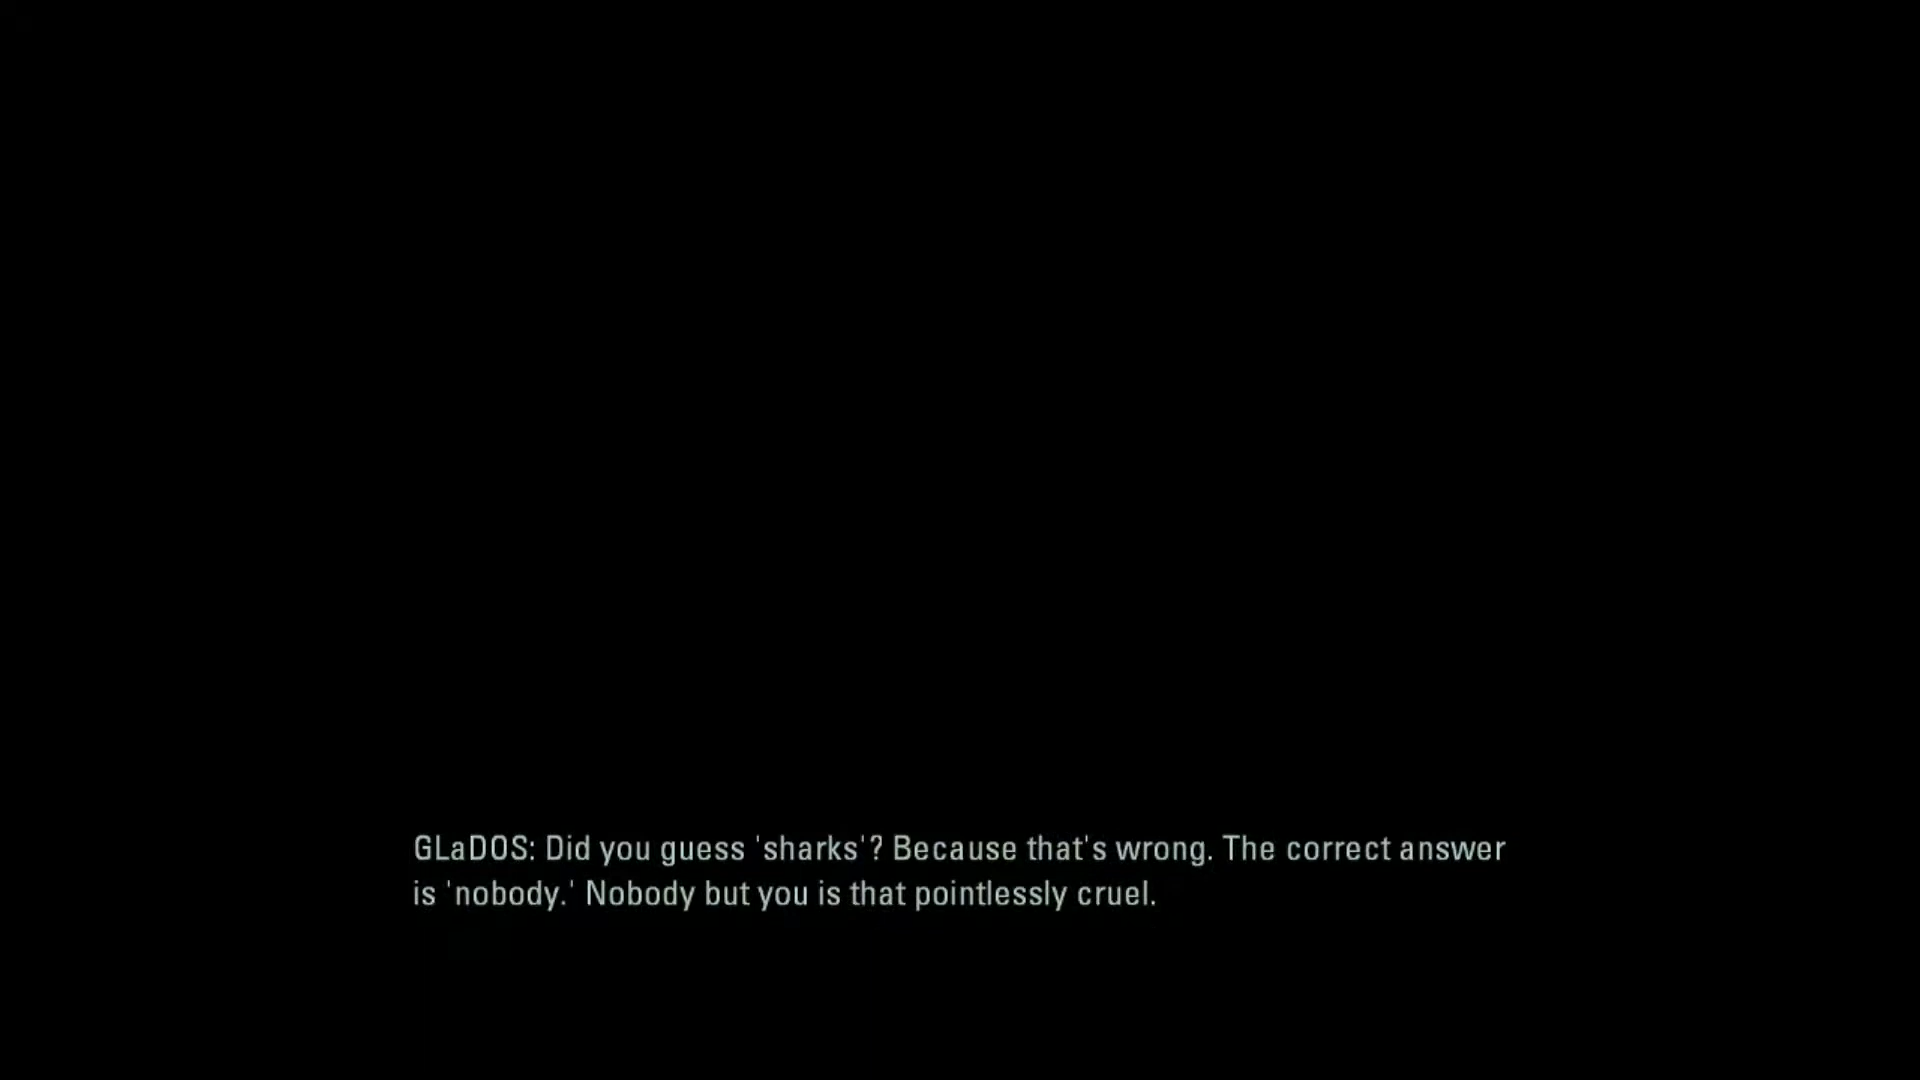 GLaDOS: Did you guess 'sharks'? Because that's wrong. The correct answer
is 'nobody.' Nobody but you is that pointlessly cruel.